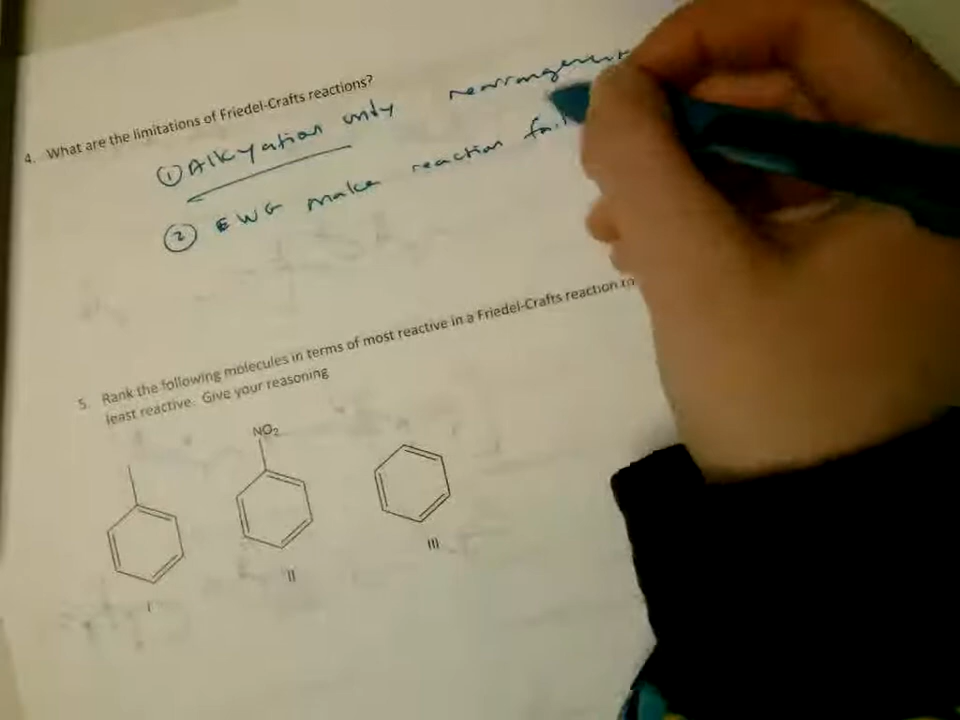 4. What are the limitations of Friedel-Crafts reactions?
① Alkyation only rearrangement
② EWG make reaction fail
5. Rank the following molecules in terms of most reactive in a Friedel-Crafts reaction to
least reactive. Give your reasoning
NO2
I
II
III